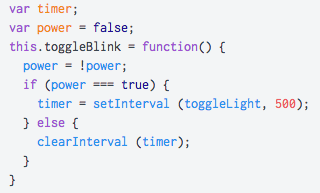 var timer;
var power = false;
this.toggleBlink = function() {
  power = !power;
  if (power === true) {
    timer = setInterval (toggleLight, 500);
  } else {
    clearInterval (timer);
  }
}